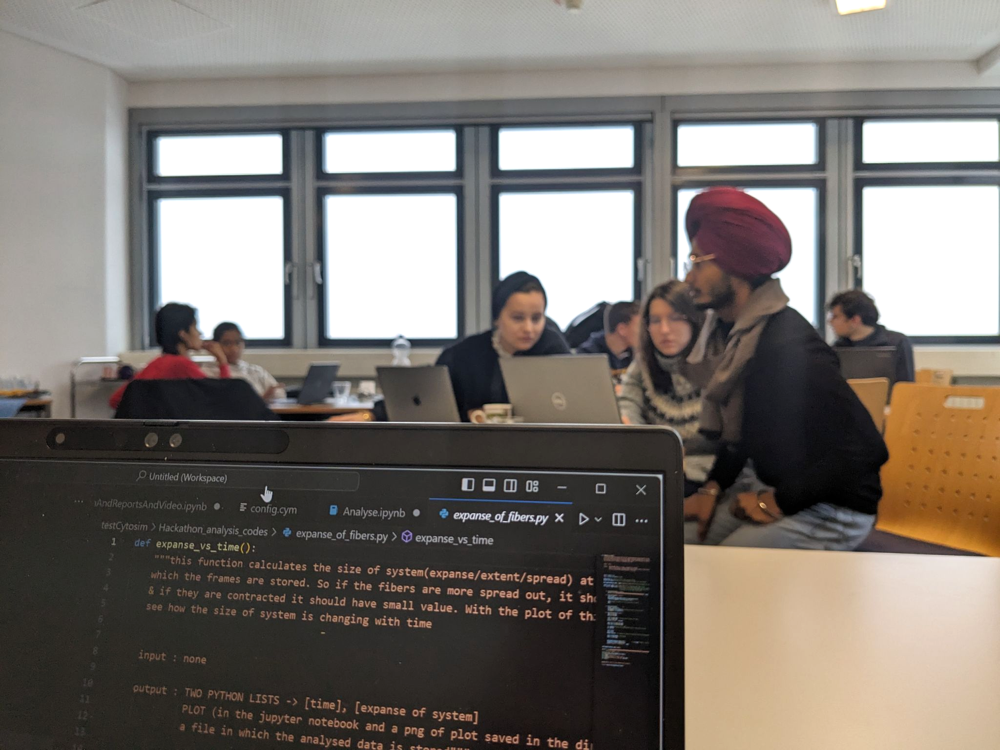 Untitled (Workspace)
AndReportsAndVideo.ipynb
config.cym
Analyse.ipynb
expanse_of_fibers.py
testCytosim > Hackathon_analysis_codes > expanse_of_fibers.py > expanse_vs_time
1 def expanse_vs_time():
2 """this function calculates the size of system(expanse/extent/spread) at
3 which the frames are stored. So if the fibers are more spread out, it sho
4 & if they are contracted it should have small value. With the plot of th
5 see how the size of system is changing with time
6
7
8 input : none
9
10 output : TWO PYTHON LISTS -> [time], [expanse of system]
11 PLOT (in the jupyter notebook and a png of plot saved in the di
12 a file in which the analysed data is stored"""
13
DELL